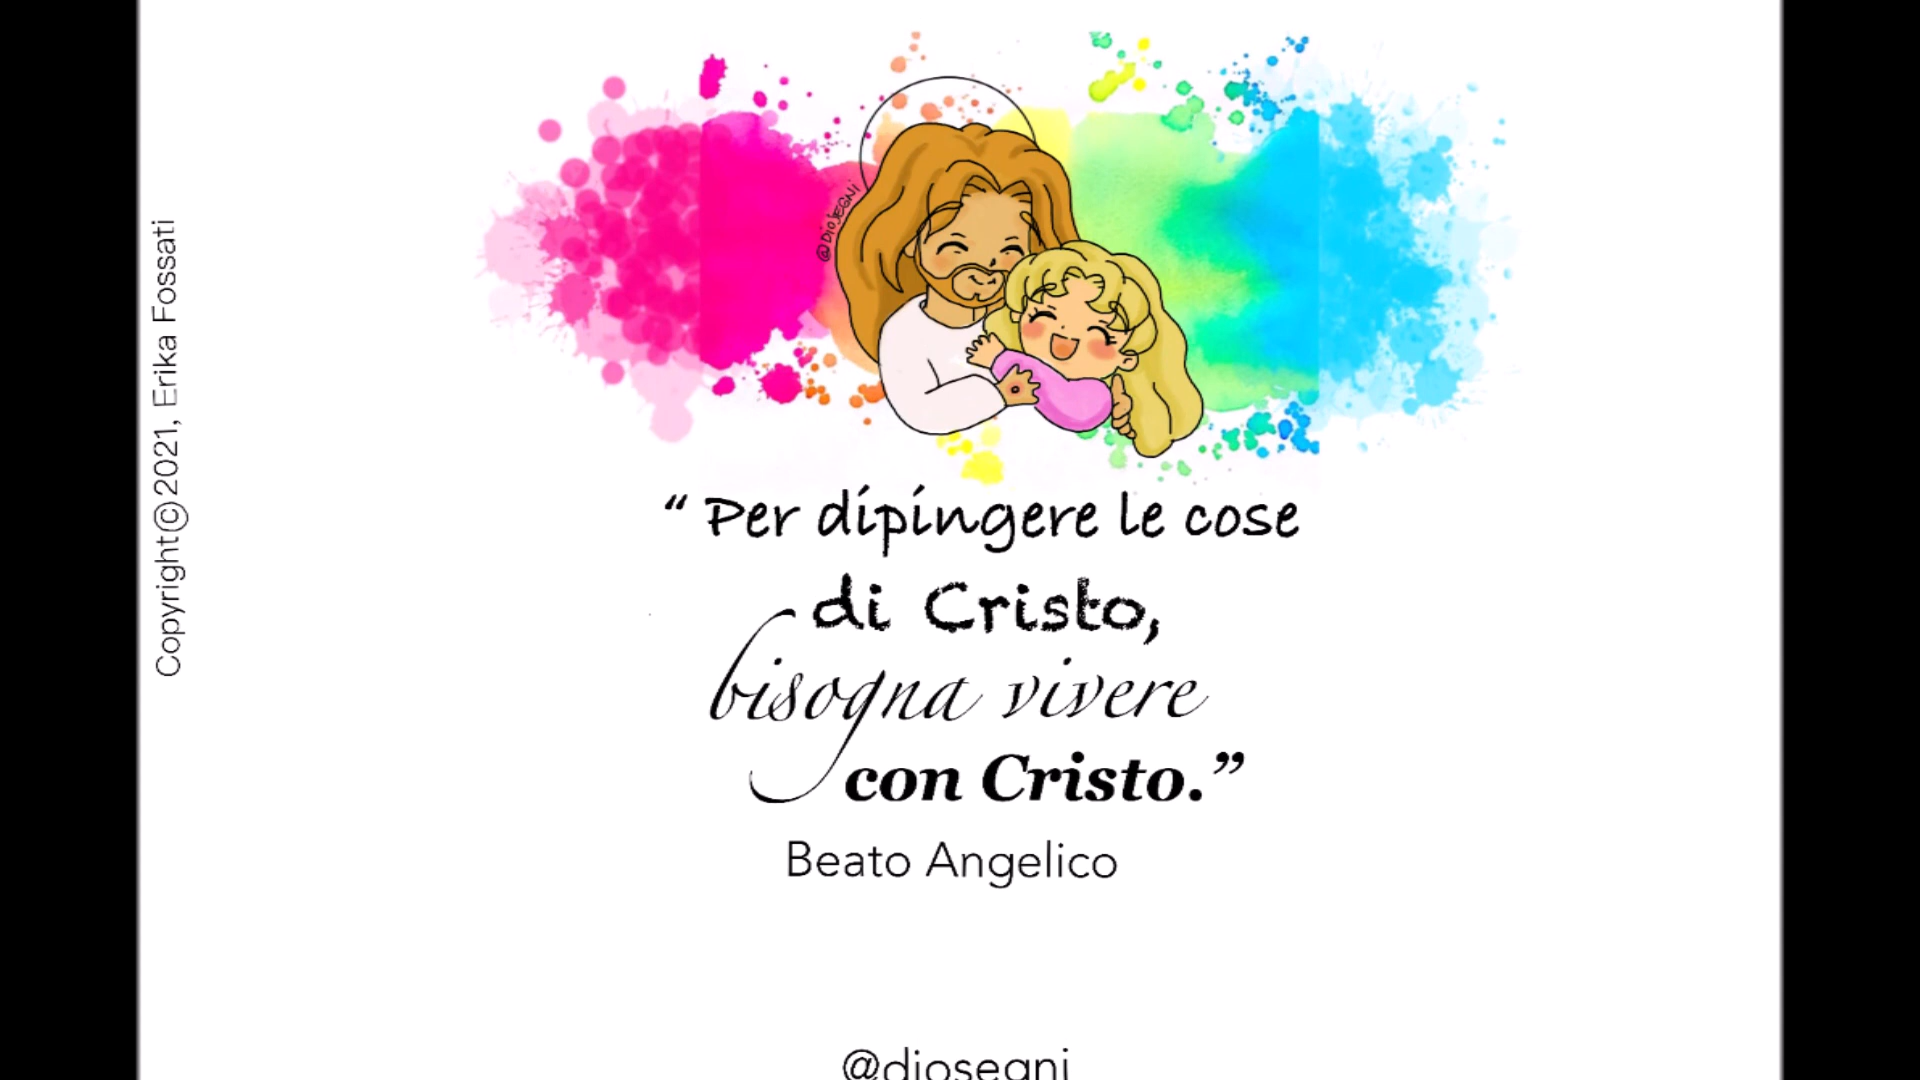 @DIOSEGNI
“ Per dipingere le cose
di Cristo,
bisogna vivere
con Cristo.”
Beato Angelico
@diosegni
Copyright©2021, Erika Fossati